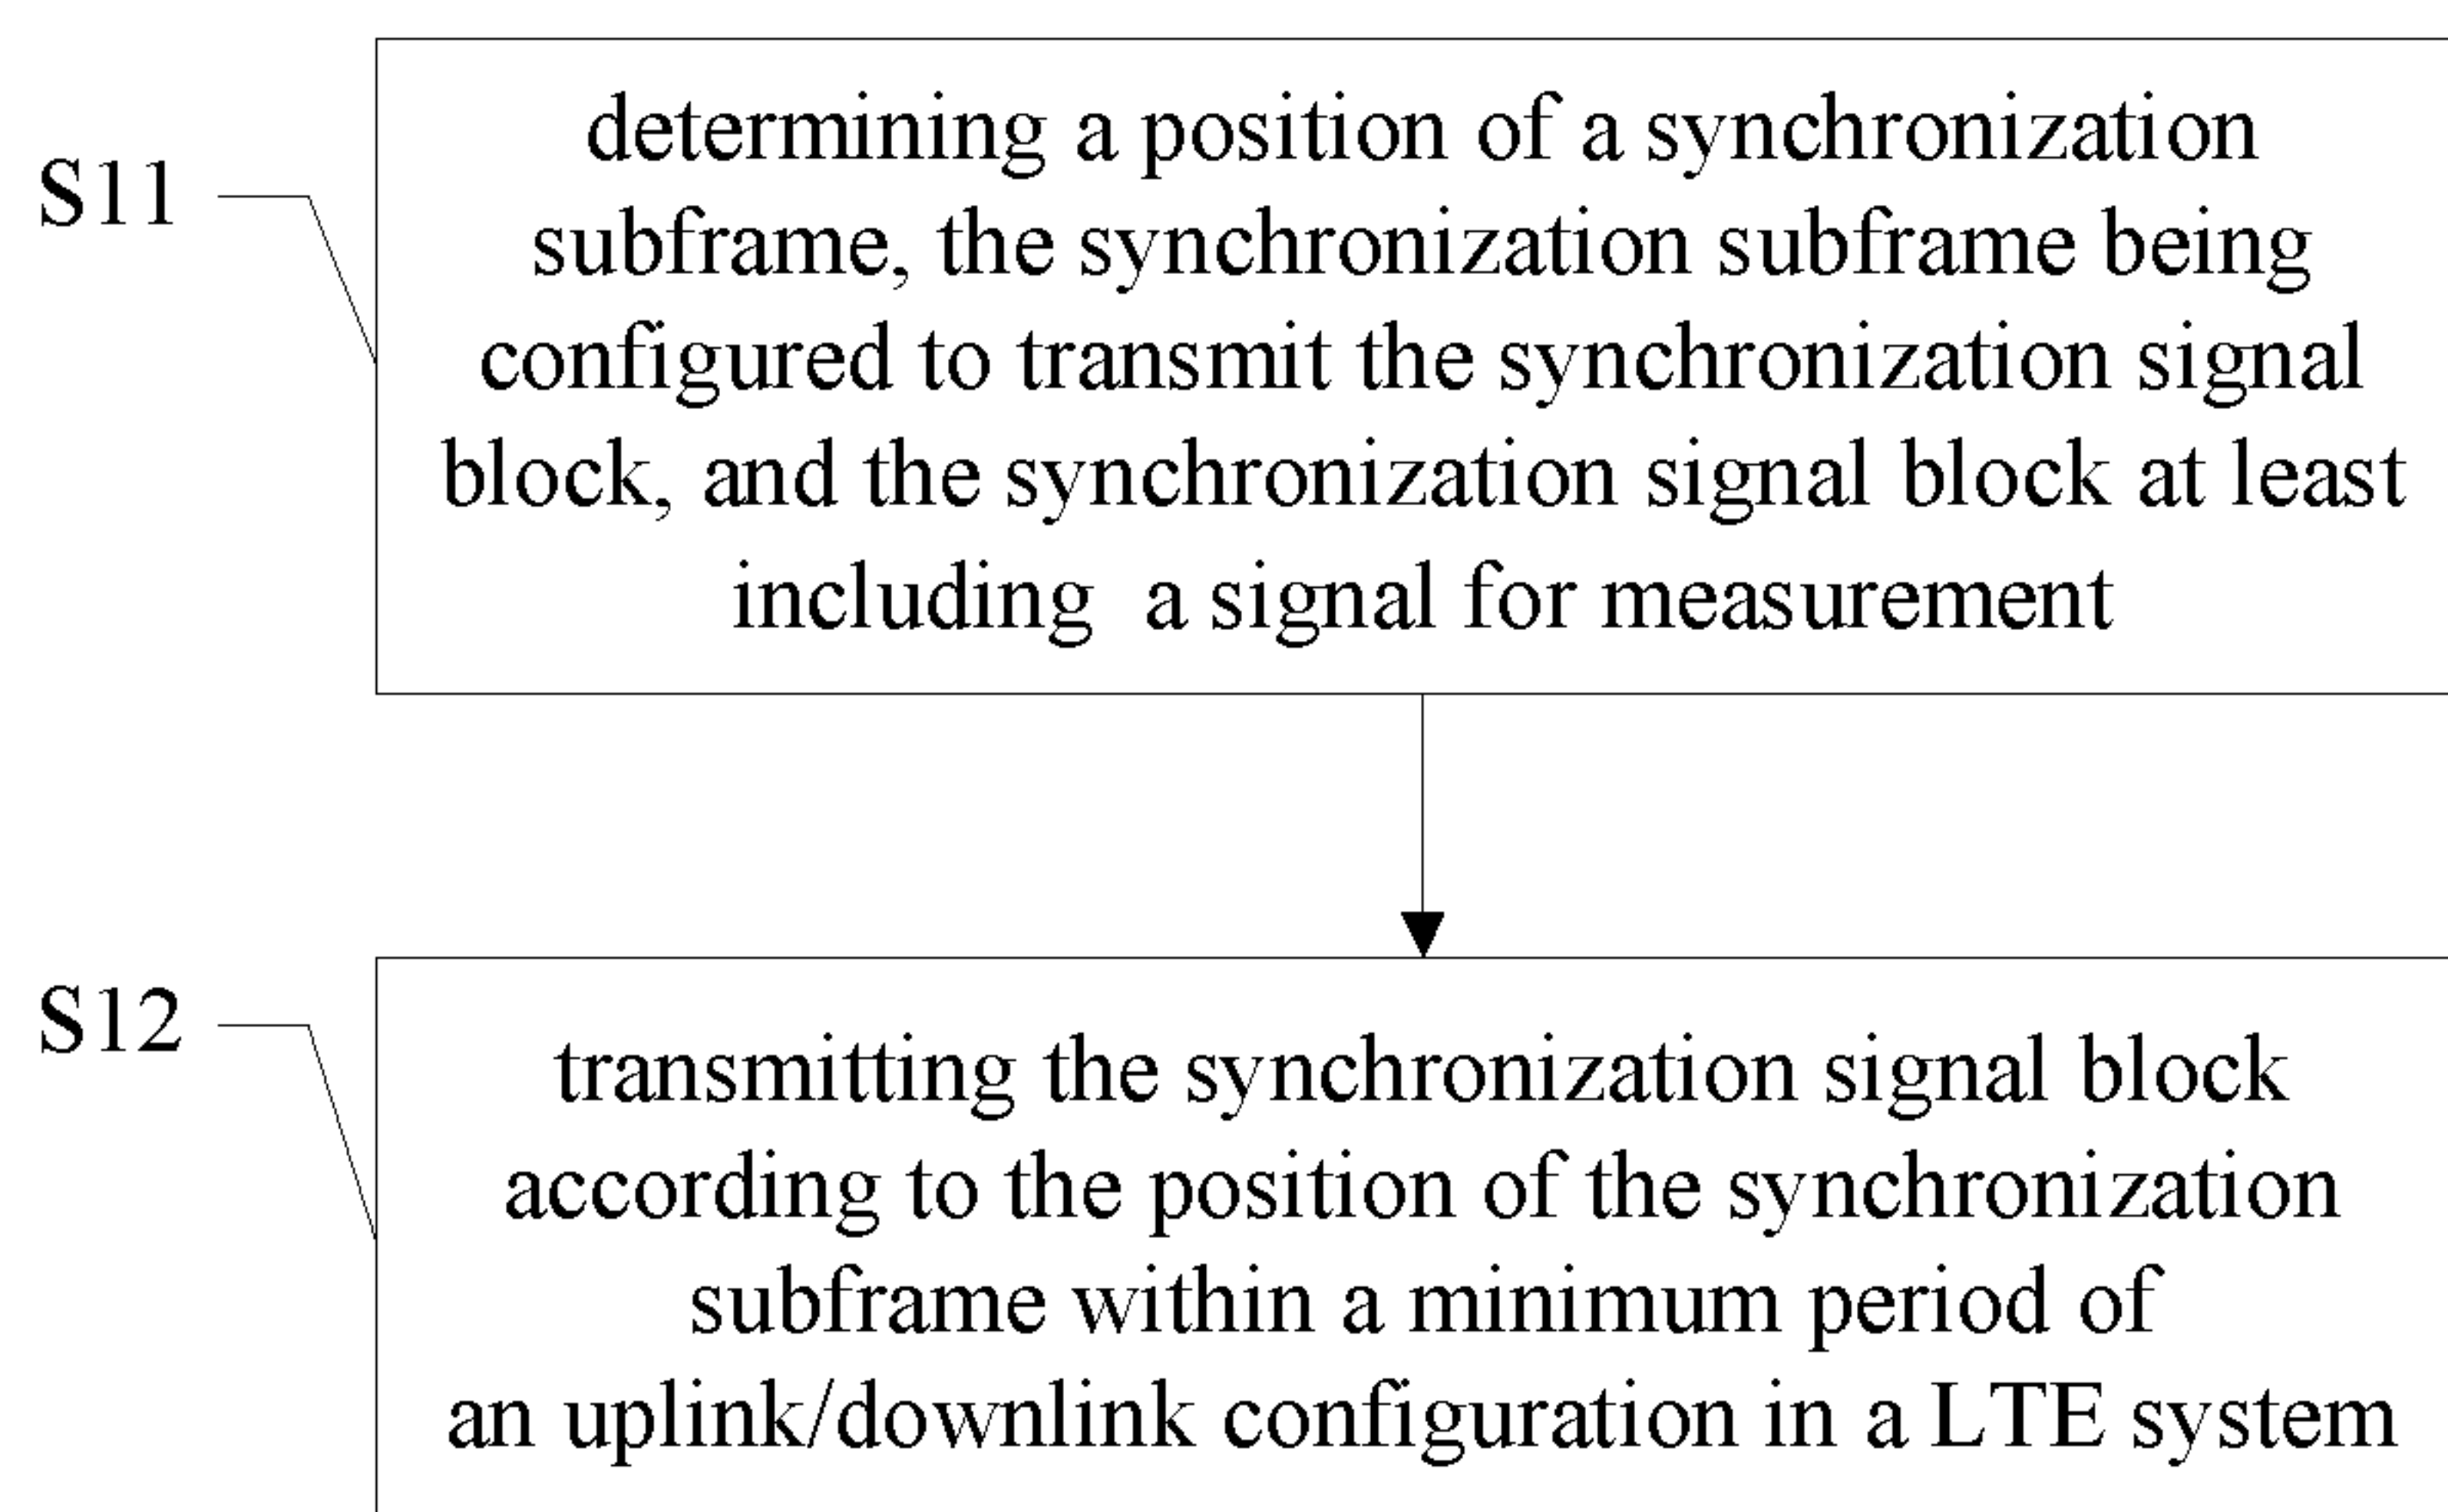 S11
determining a position of a synchronization
subframe, the synchronization subframe being
configured to transmit the synchronization signal
block, and the synchronization signal block at least
including a signal for measurement
S12
transmitting the synchronization signal block
according to the position of the synchronization
subframe within a minimum period of
an uplink/downlink configuration in a LTE system